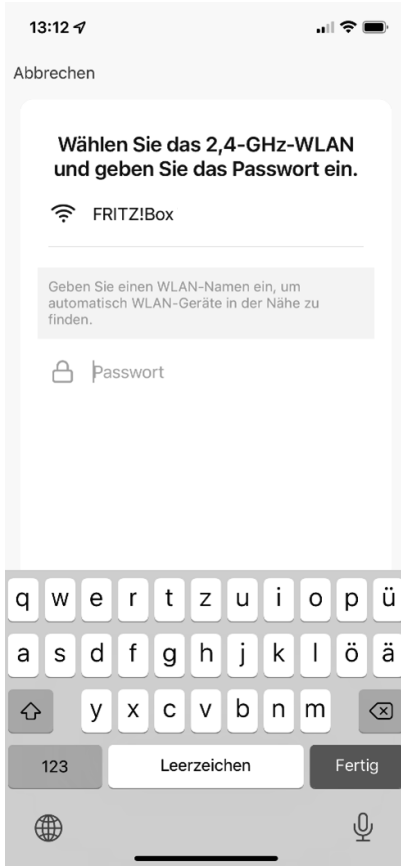 13:12
Abbrechen
Wählen Sie das 2,4-GHz-WLAN
und geben Sie das Passwort ein.
FRITZ!Box
Geben Sie einen WLAN-Namen ein, um
automatisch WLAN-Geräte in der Nähe zu
finden.
Passwort
q w e r t z u i o p ü
a s d f g h j k l ö ä
y x c v b n m
123 Leerzeichen Fertig